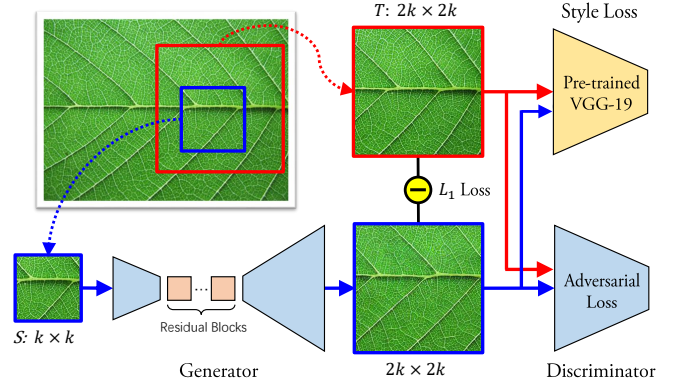 T: 2k × 2k
Style Loss
Pre-trained
VGG-19
L₁ Loss
S: k × k
···
Residual Blocks
Adversarial
Loss
Generator
2k × 2k
Discriminator